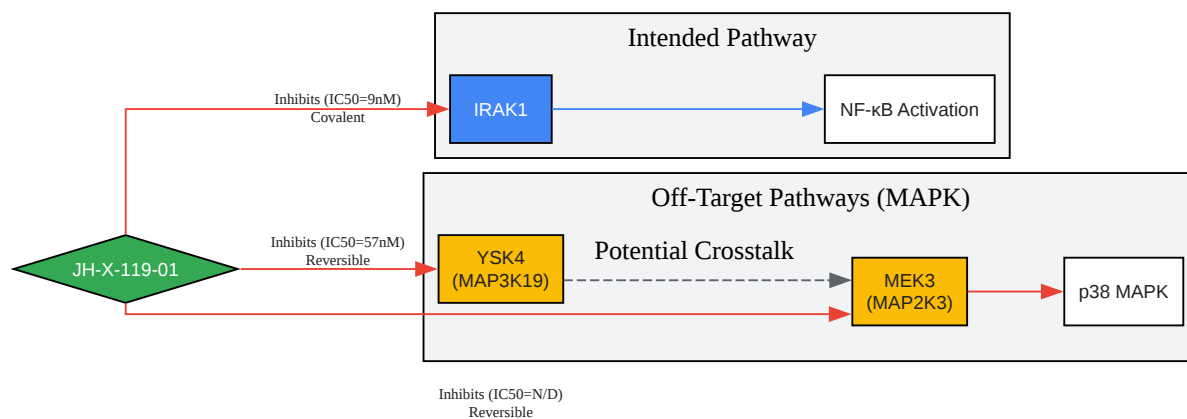 Intended Pathway
Inhibits (IC50=9nM)
Covalent
IRAK1
NF-κB Activation
Off-Target Pathways (MAPK)
JH-X-119-01
Inhibits (IC50=57nM)
Reversible
YSK4
(MAP3K19)
Potential Crosstalk
MEK3
(MAP2K3)
p38 MAPK
Inhibits (IC50=N/D)
Reversible